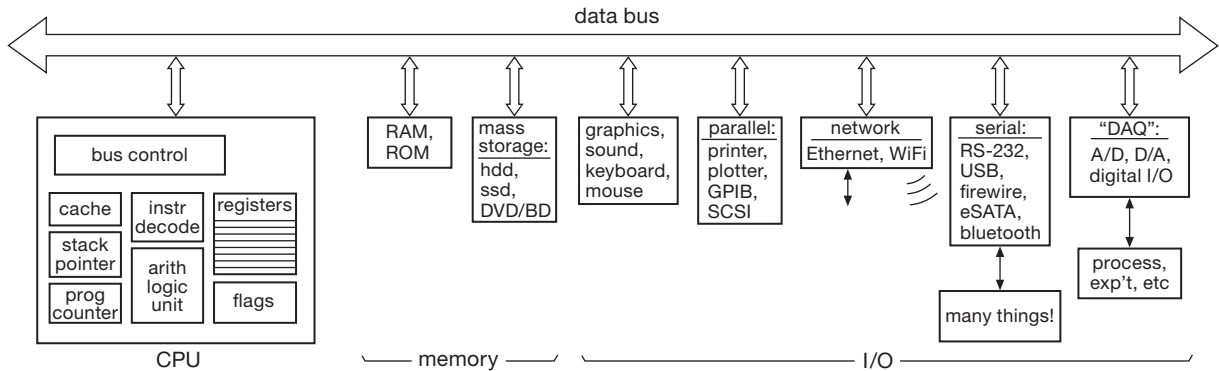 data bus
bus control
cache
stack
pointer
prog
counter
instr
decode
arith
logic
unit
registers
flags
CPU
RAM,
ROM
mass
storage:
hdd,
ssd,
DVD/BD
memory
graphics,
sound,
keyboard,
mouse
parallel:
printer,
plotter,
GPIB,
SCSI
network
Ethernet, WiFi
serial:
RS-232,
USB,
firewire,
eSATA,
bluetooth
many things!
“DAQ”:
A/D, D/A,
digital I/O
process,
exp't, etc
I/O